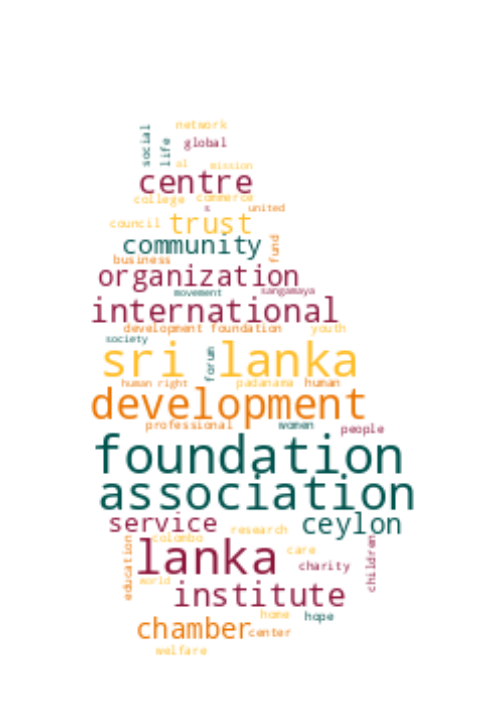 network
social
life
global
al
mission
centre
college commerce
s united
council trust
community fund
business
organization
movement sangamaya
international
development foundation youth
society
sri lanka
forum
human right padanama human
development
professional women people
foundation
association
service research ceylon
colombo
education lanka care children
charity
world
institute
home hope
chamber center
welfare